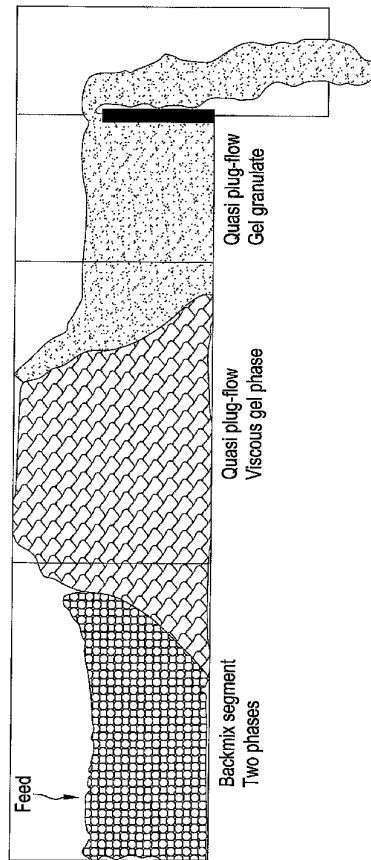 Feed
Backmix segment
Two phases
Quasi plug-flow
Viscous gel phase
Quasi plug-flow
Gel granulate